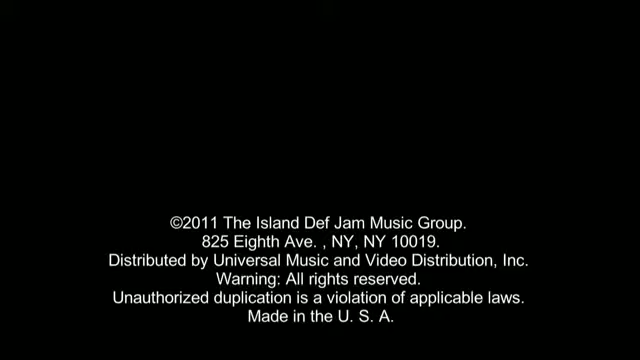 ©2011 The Island Def Jam Music Group.
825 Eighth Ave. , NY, NY 10019.
Distributed by Universal Music and Video Distribution, Inc.
Warning: All rights reserved.
Unauthorized duplication is a violation of applicable laws.
Made in the U. S. A.